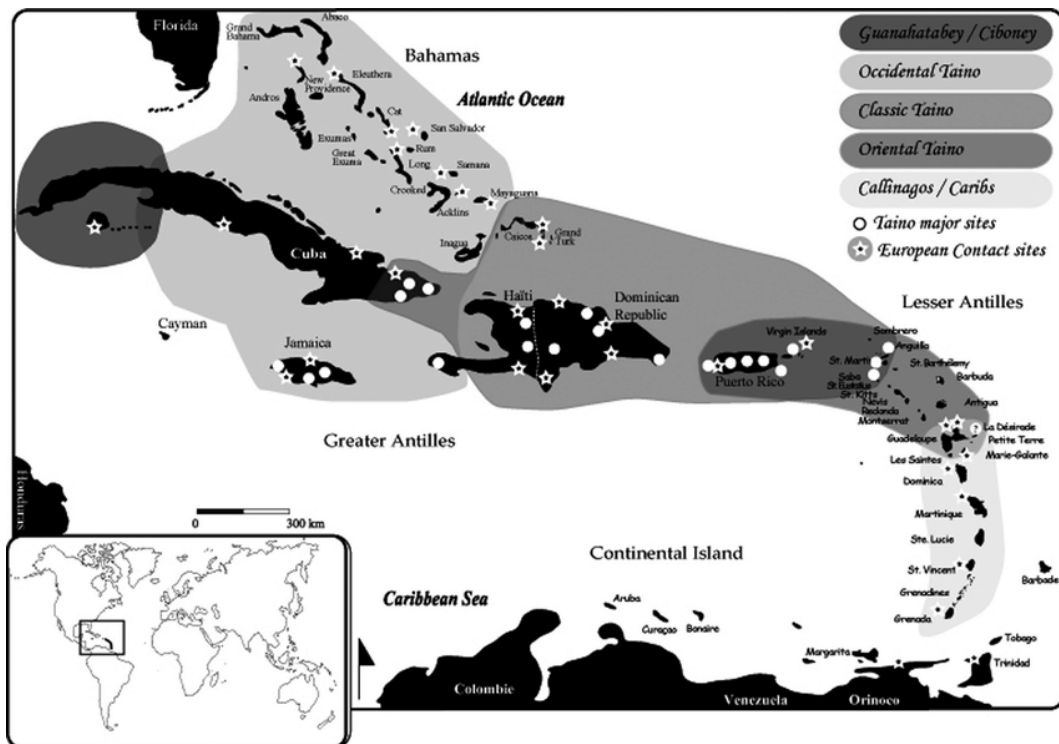 Florida
Grand
Bahama
Abaco
Bahamas
New
Providence
Eleuthera
Andros
Atlantic Ocean
Cat
San Salvador
Exumas
Rum
Great
Exuma
Long
Samana
Crooked
Mayaguana
Acklins
Inagua
Caicos
Grand
Turk
Cuba
Cayman
Jamaica
Haïti
Dominican
Republic
Greater Antilles
Guanahatabey / Ciboney
Occidental Taino
Classic Taino
Oriental Taino
Callinagos / Caribs
Taino major sites
European Contact sites
Lesser Antilles
Virgin Islands
Puerto Rico
Sombrero
Anguilla
St. Martin
St. Barthélemy
Saba
St. Eustatius
St. Kitts
Barbuda
Nevis
Antigua
Redonda
Montserrat
La Désirade
Guadeloupe
Petite Terre
Les Saintes
Marie-Galante
Dominica
Martinique
Ste. Lucie
St. Vincent
Barbade
Grenadines
Grenada
Honduras
0
300 km
Continental Island
Caribbean Sea
Aruba
Curaçao
Bonaire
Margarita
Tobago
Trinidad
Colombie
Venezuela
Orinoco